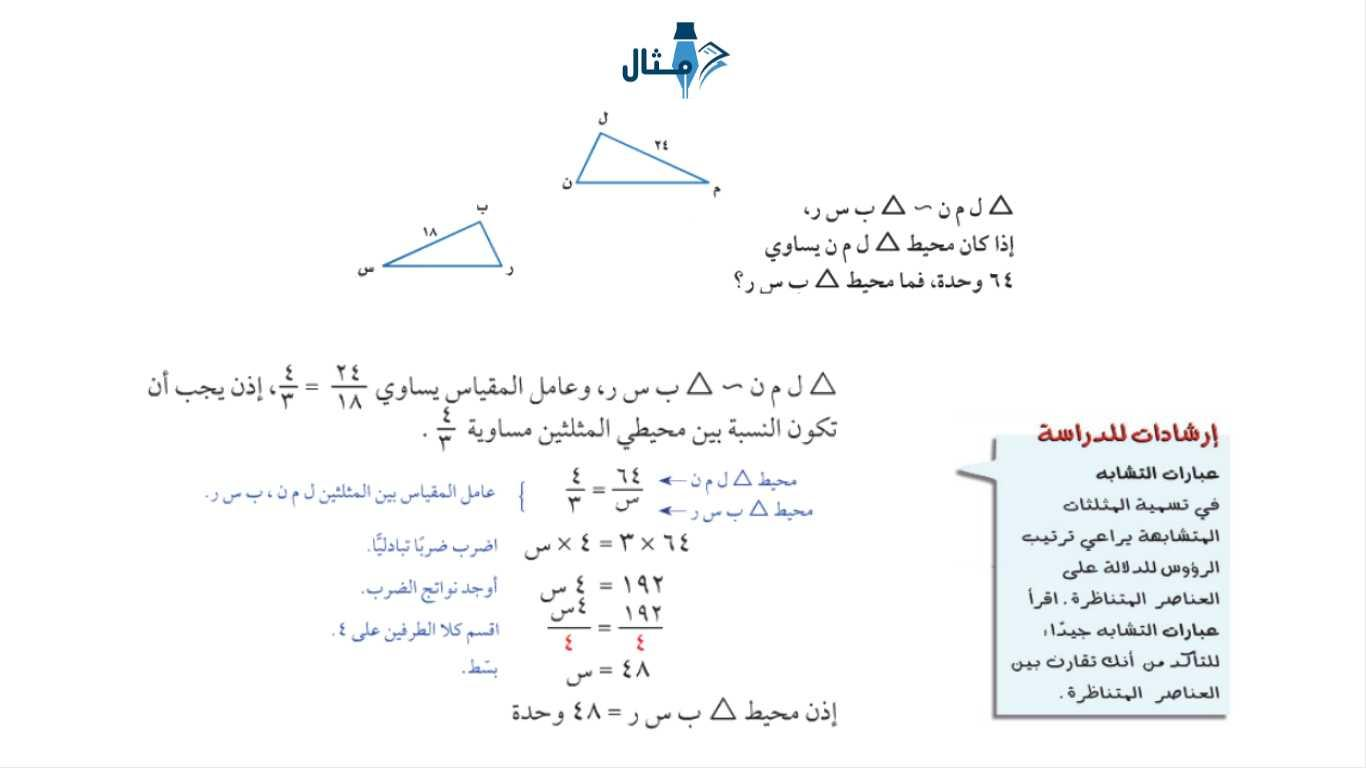 مثال
ل
٢٤
ن
م
ب
١٨
س
ر
△ ل م ن ∽ △ ب س ر،
إذا كان محيط △ ل م ن يساوي
٦٤ وحدة، فما محيط △ ب س ر؟
△ ل م ن ∽ △ ب س ر، وعامل المقياس يساوي ٢٤/١٨ = ٤/٣، إذن يجب أن
تكون النسبة بين محيطي المثلثين مساوية ٤/٣ .
محيط △ ل م ن ←
محيط △ ب س ر ←
٦٤/س = ٤/٣ } عامل المقياس بين المثلثين ل م ن ، ب س ر.
٦٤ × ٣ = ٤ × س اضرب ضربًا تبادليًّا.
١٩٢ = ٤ س أوجد نواتج الضرب.
١٩٢/٤ = ٤س/٤ اقسم كلا الطرفين على ٤.
٤٨ = س بسّط.
إذن محيط △ ب س ر = ٤٨ وحدة
إرشادات للدراسة
عبارات التشابه
في تسمية المثلثات
المتشابهة يراعي ترتيب
الرؤوس للدلالة على
العناصر المتناظرة. اقرأ
عبارات التشابه جيدًا؛
للتأكد من أنك تقارن بين
العناصر المتناظرة.